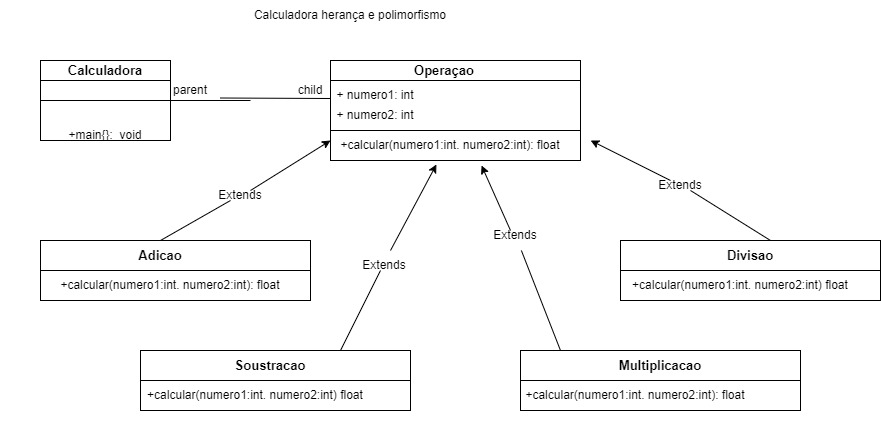 Calculadora herança e polimorfismo
Calculadora
+main{}: void
parent
child
Operaçao
+ numero1: int
+ numero2: int
+calcular(numero1:int. numero2:int): float
Extends
Extends
Extends
Extends
Adicao
+calcular(numero1:int. numero2:int): float
Divisao
+calcular(numero1:int. numero2:int) float
Soustracao
+calcular(numero1:int. numero2:int) float
Multiplicacao
+calcular(numero1:int. numero2:int): float